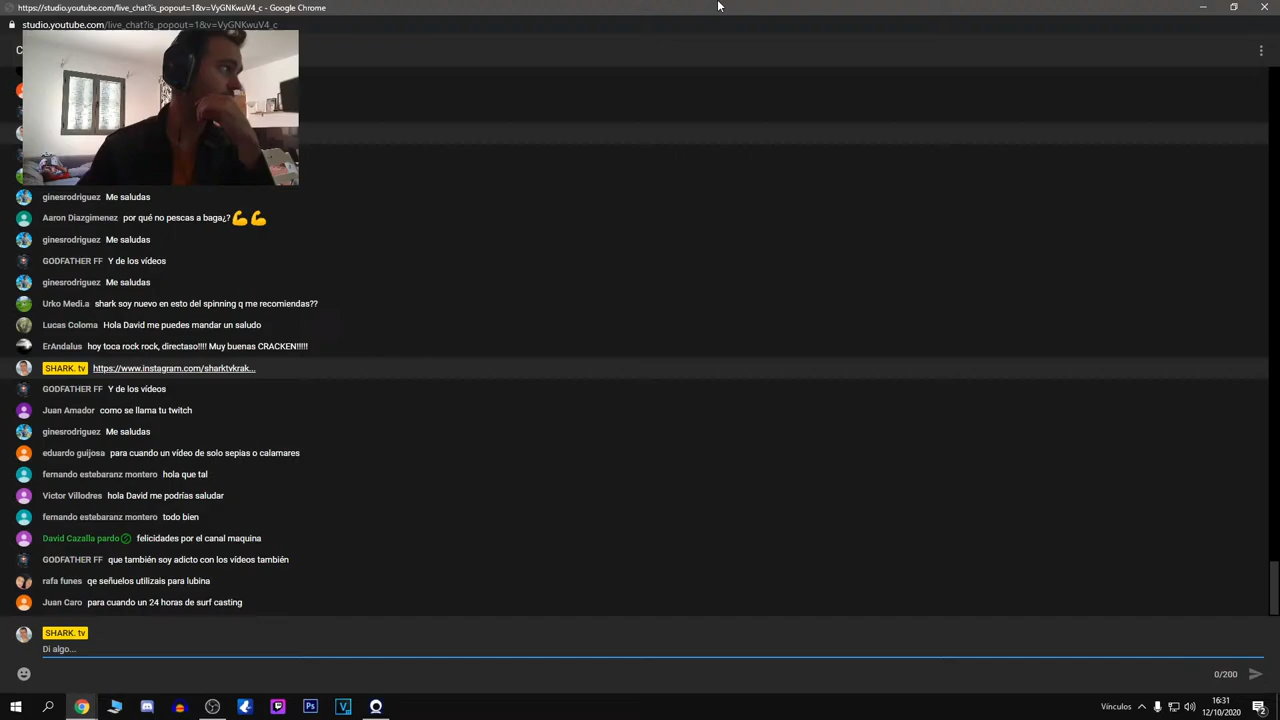 https://studio.youtube.com/live_chat?is_popout=1&v=VyGNKwuV4_c - Google Chrome
studio.youtube.com/live_chat?is_popout=1&v=VyGNKwuV4_c
ginesrodriguez Me saludas
Aaron Diazgimenez por qué no pescas a baga¿?💪💪
ginesrodriguez Me saludas
GODFATHER FF Y de los vídeos
ginesrodriguez Me saludas
Urko Medi.a shark soy nuevo en esto del spinning q me recomiendas??
Lucas Coloma Hola David me puedes mandar un saludo
ErAndalus hoy toca rock rock, directaso!!!! Muy buenas CRACKEN!!!!!
SHARK. tv https://www.instagram.com/sharktvkrak...
GODFATHER FF Y de los vídeos
Juan Amador como se llama tu twitch
ginesrodriguez Me saludas
eduardo guijosa para cuando un vídeo de solo sepias o calamares
fernando estebaranz montero hola que tal
Victor Villodres hola David me podrías saludar
fernando estebaranz montero todo bien
David Cazalla pardo felicidades por el canal maquina
GODFATHER FF que también soy adicto con los vídeos también
rafa funes qe señuelos utilizais para lubina
Juan Caro para cuando un 24 horas de surf casting
SHARK. tv
Di algo...
0/200
Vínculos
16:31
12/10/2020
2